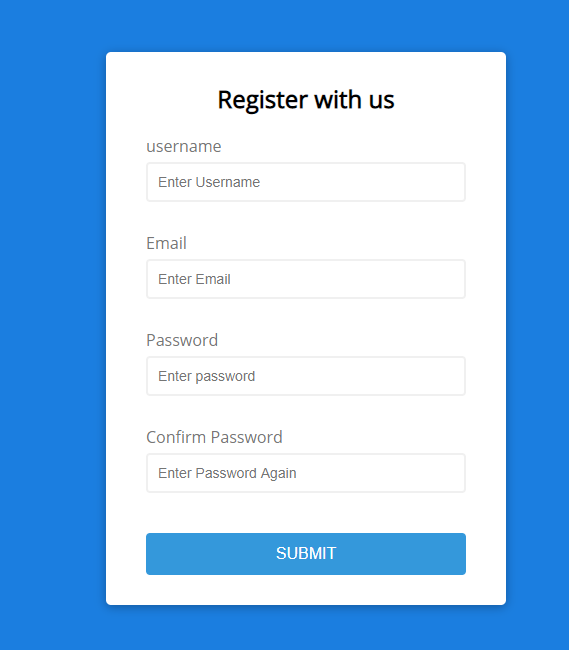 Register with us
username
Enter Username
Email
Enter Email
Password
Enter password
Confirm Password
Enter Password Again
SUBMIT